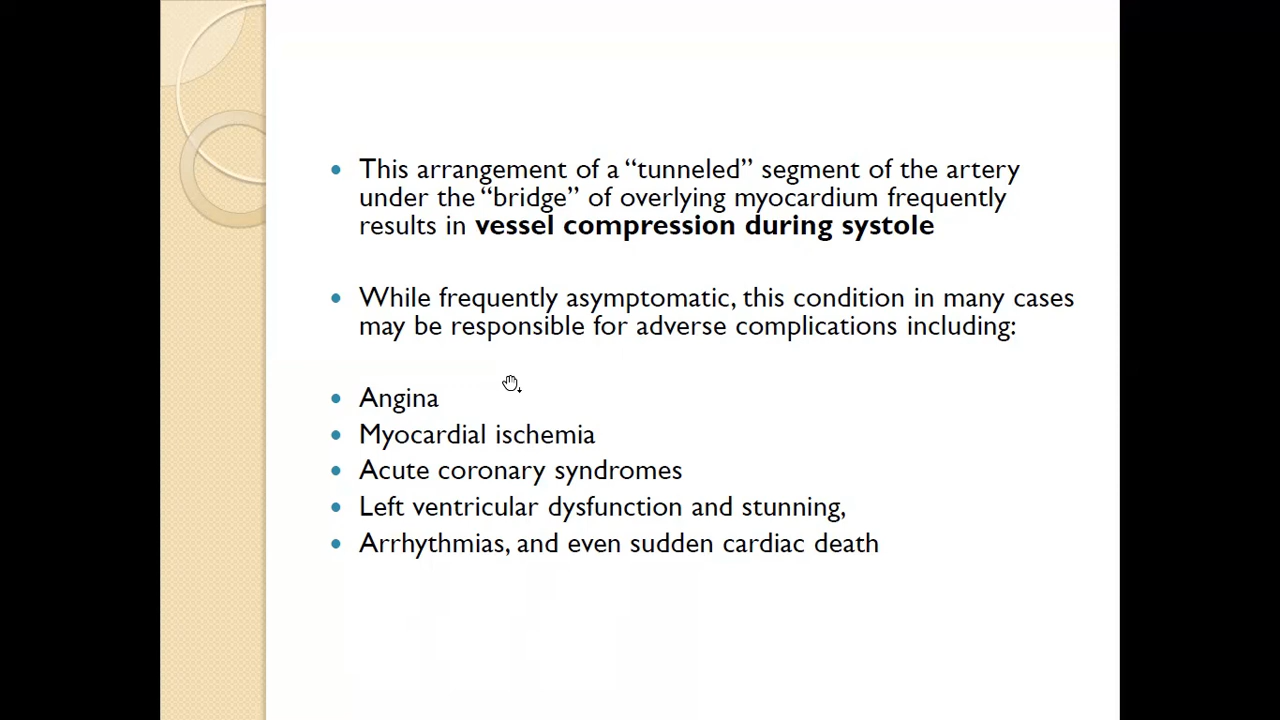 This arrangement of a “tunneled” segment of the artery
under the “bridge” of overlying myocardium frequently
results in vessel compression during systole
While frequently asymptomatic, this condition in many cases
may be responsible for adverse complications including:
Angina
Myocardial ischemia
Acute coronary syndromes
Left ventricular dysfunction and stunning,
Arrhythmias, and even sudden cardiac death